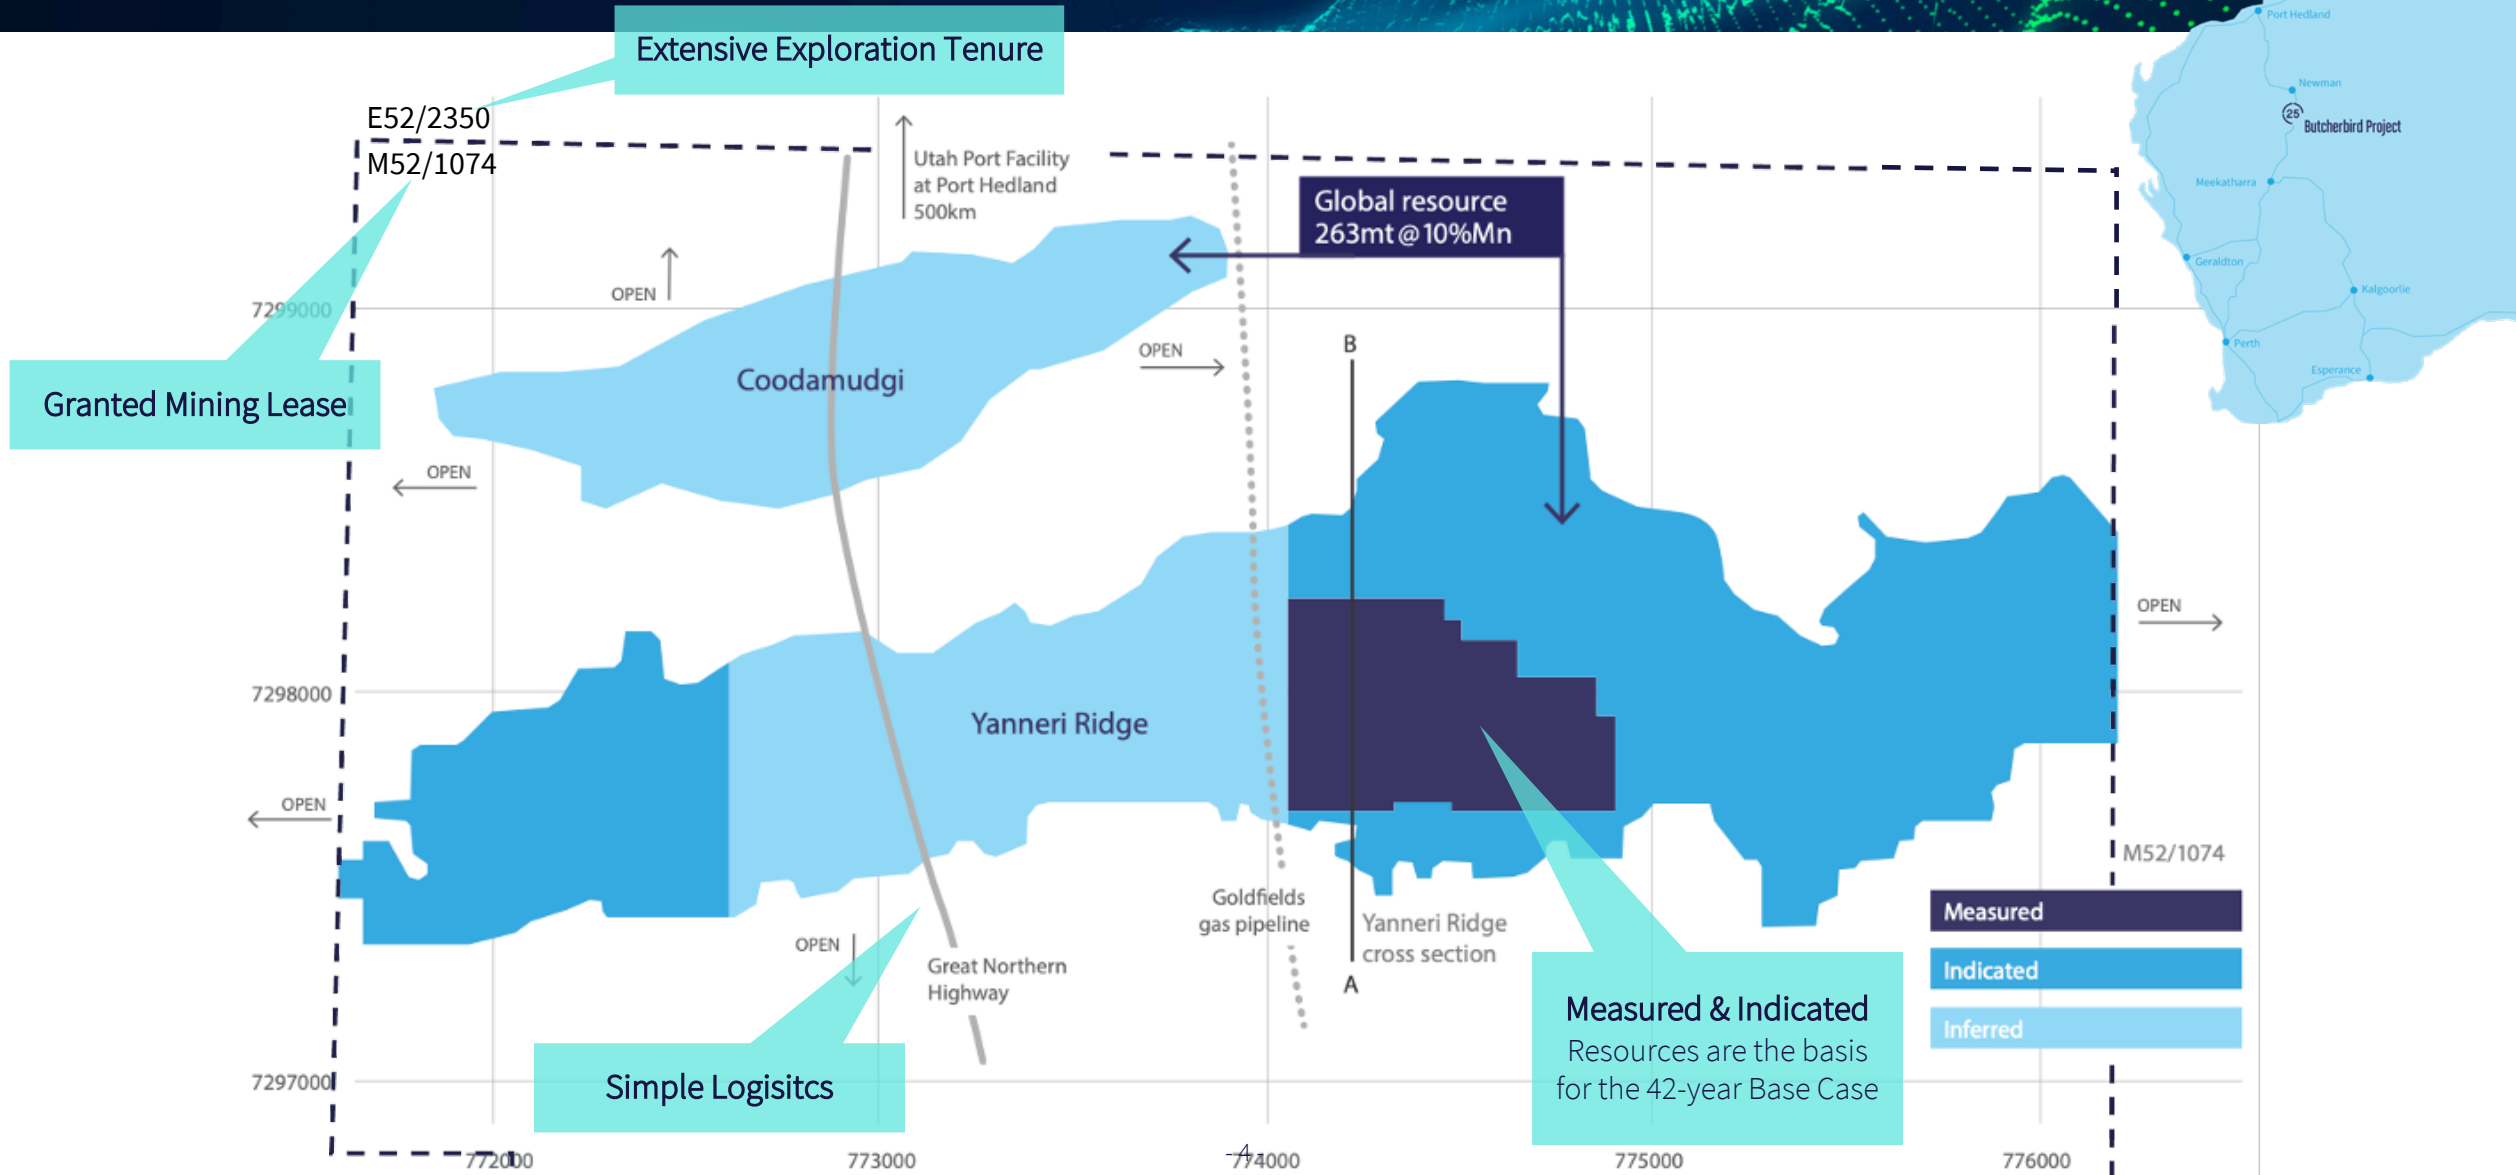 Extensive Exploration Tenure
E52/2350
M52/1074
Utah Port Facility
at Port Hedland
500km
Global resource
263mt@10%Mn
OPEN
7299000
OPEN
B
Coodamudgi
Granted Mining Lease
OPEN
OPEN
7298000
Yanneri Ridge
OPEN
M52/1074
Goldfields
gas pipeline
Yanneri Ridge
cross section
A
OPEN
Great Northern
Highway
Measured
Indicated
Inferred
Measured & Indicated
Resources are the basis
for the 42-year Base Case
Simple Logisitcs
7297000
772000
773000
774000
775000
776000
-4-
Port Hedland
Newman
25
Butcherbird Project
Meekatharra
Geraldton
Kalgoorlie
Perth
Esperance